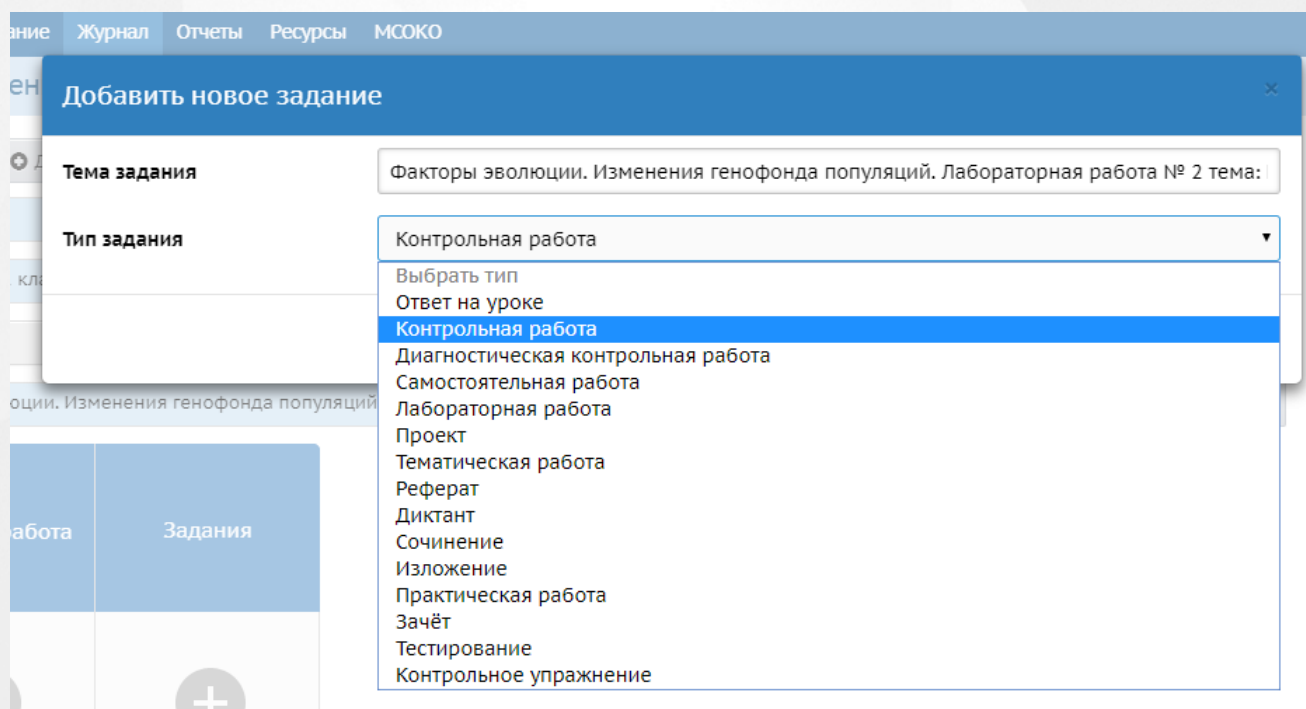 ание Журнал Отчеты Ресурсы МСОКО
ен
Добавить новое задание ×
Д
Тема задания Факторы эволюции. Изменения генофонда популяций. Лабораторная работа № 2 тема:
Тип задания Контрольная работа
Выбрать тип
кла
Ответ на уроке
Контрольная работа
Диагностическая контрольная работа
Самостоятельная работа
оции. Изменения генофонда популяций
Лабораторная работа
Проект
Тематическая работа
Реферат
Диктант
абота Задания
Сочинение
Изложение
Практическая работа
Зачёт
Тестирование
Контрольное упражнение